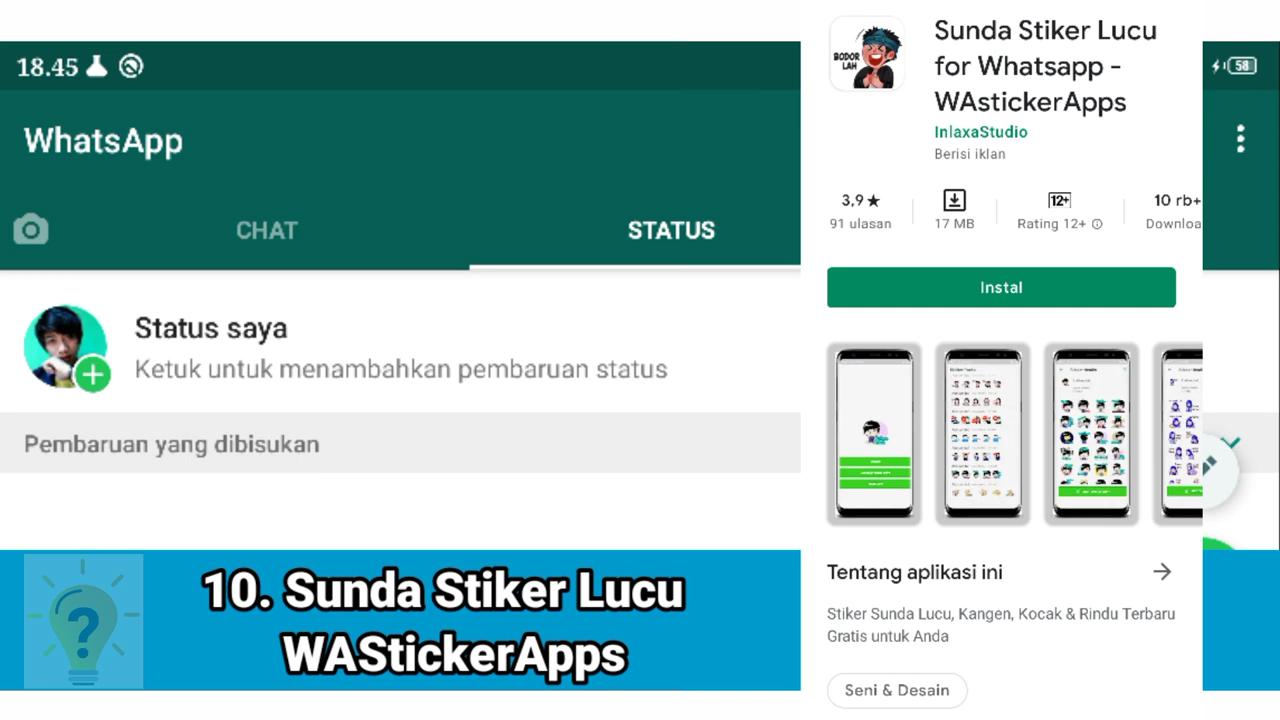 18.45
58
WhatsApp
CHAT
STATUS
Status saya
Ketuk untuk menambahkan pembaruan status
Pembaruan yang dibisukan
10. Sunda Stiker Lucu
WAStickerApps
BODOR
LAH
Sunda Stiker Lucu
for Whatsapp -
WAstickerApps
InlaxaStudio
Berisi iklan
3,9★
91 ulasan
17 MB
12+
Rating 12+
10 rb+
Downloa
Instal
Tentang aplikasi ini
Stiker Sunda Lucu, Kangen, Kocak & Rindu Terbaru
Gratis untuk Anda
Seni & Desain